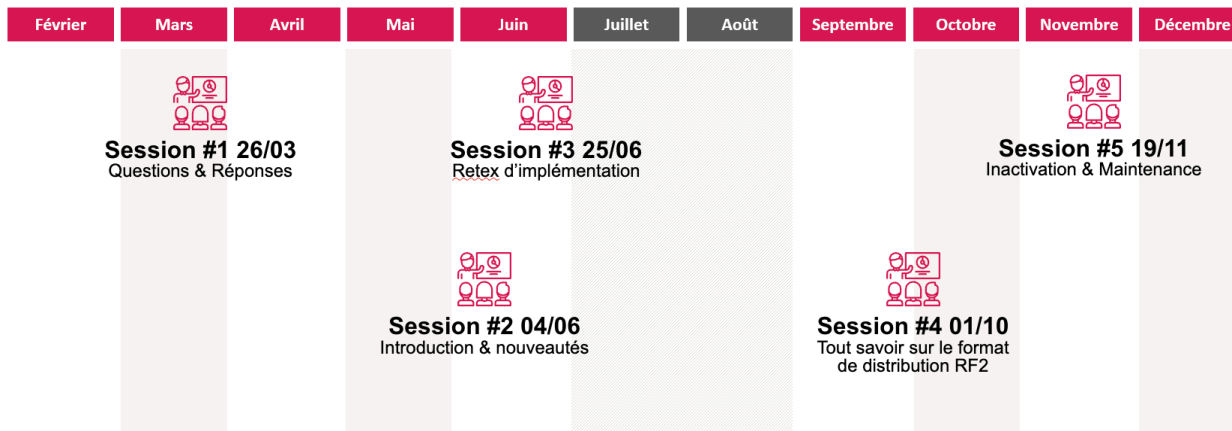 Février
Mars
Avril
Mai
Juin
Juillet
Août
Septembre
Octobre
Novembre
Décembre
Session #1 26/03
Questions & Réponses
Session #3 25/06
Retex d'implémentation
Session #5 19/11
Inactivation & Maintenance
Session #2 04/06
Introduction & nouveautés
Session #4 01/10
Tout savoir sur le format
de distribution RF2